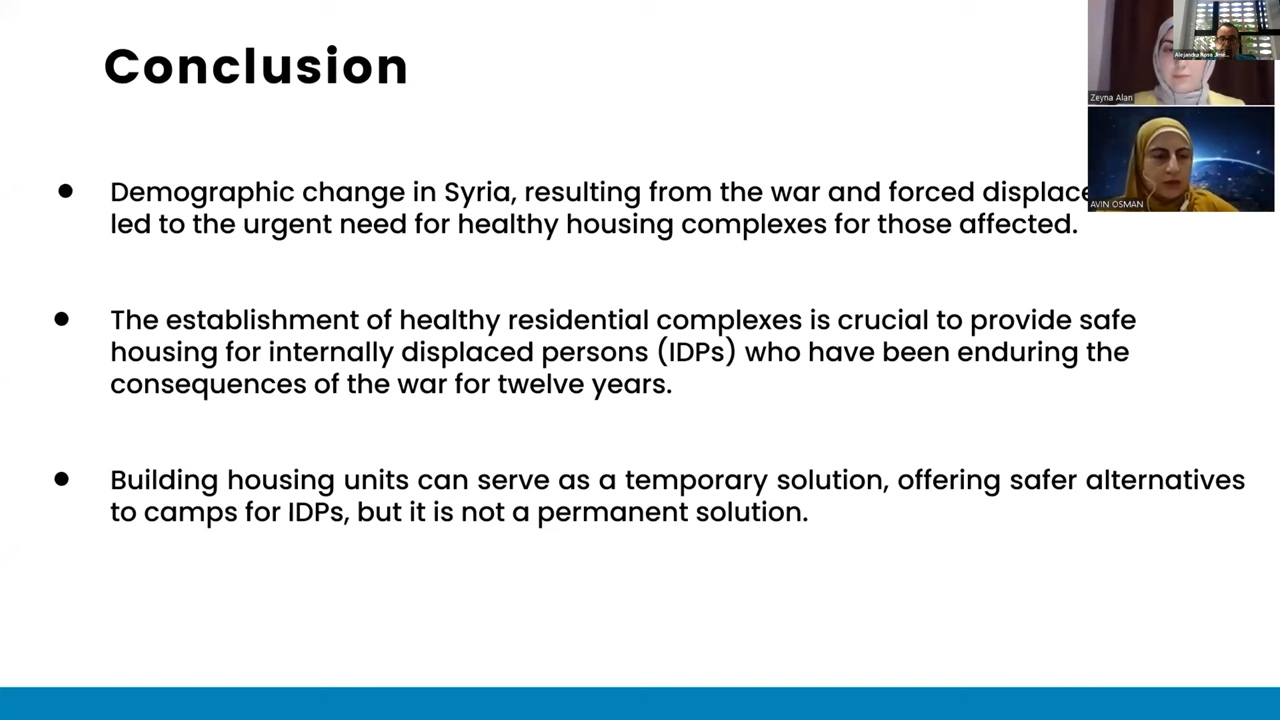 Conclusion
Zeyna Alan
AVIN OSMAN
● Demographic change in Syria, resulting from the war and forced
led to the urgent need for healthy housing complexes for those affected.
● The establishment of healthy residential complexes is crucial to provide safe
housing for internally displaced persons (IDPs) who have been enduring the
consequences of the war for twelve years.
● Building housing units can serve as a temporary solution, offering safer alternatives
to camps for IDPs, but it is not a permanent solution.